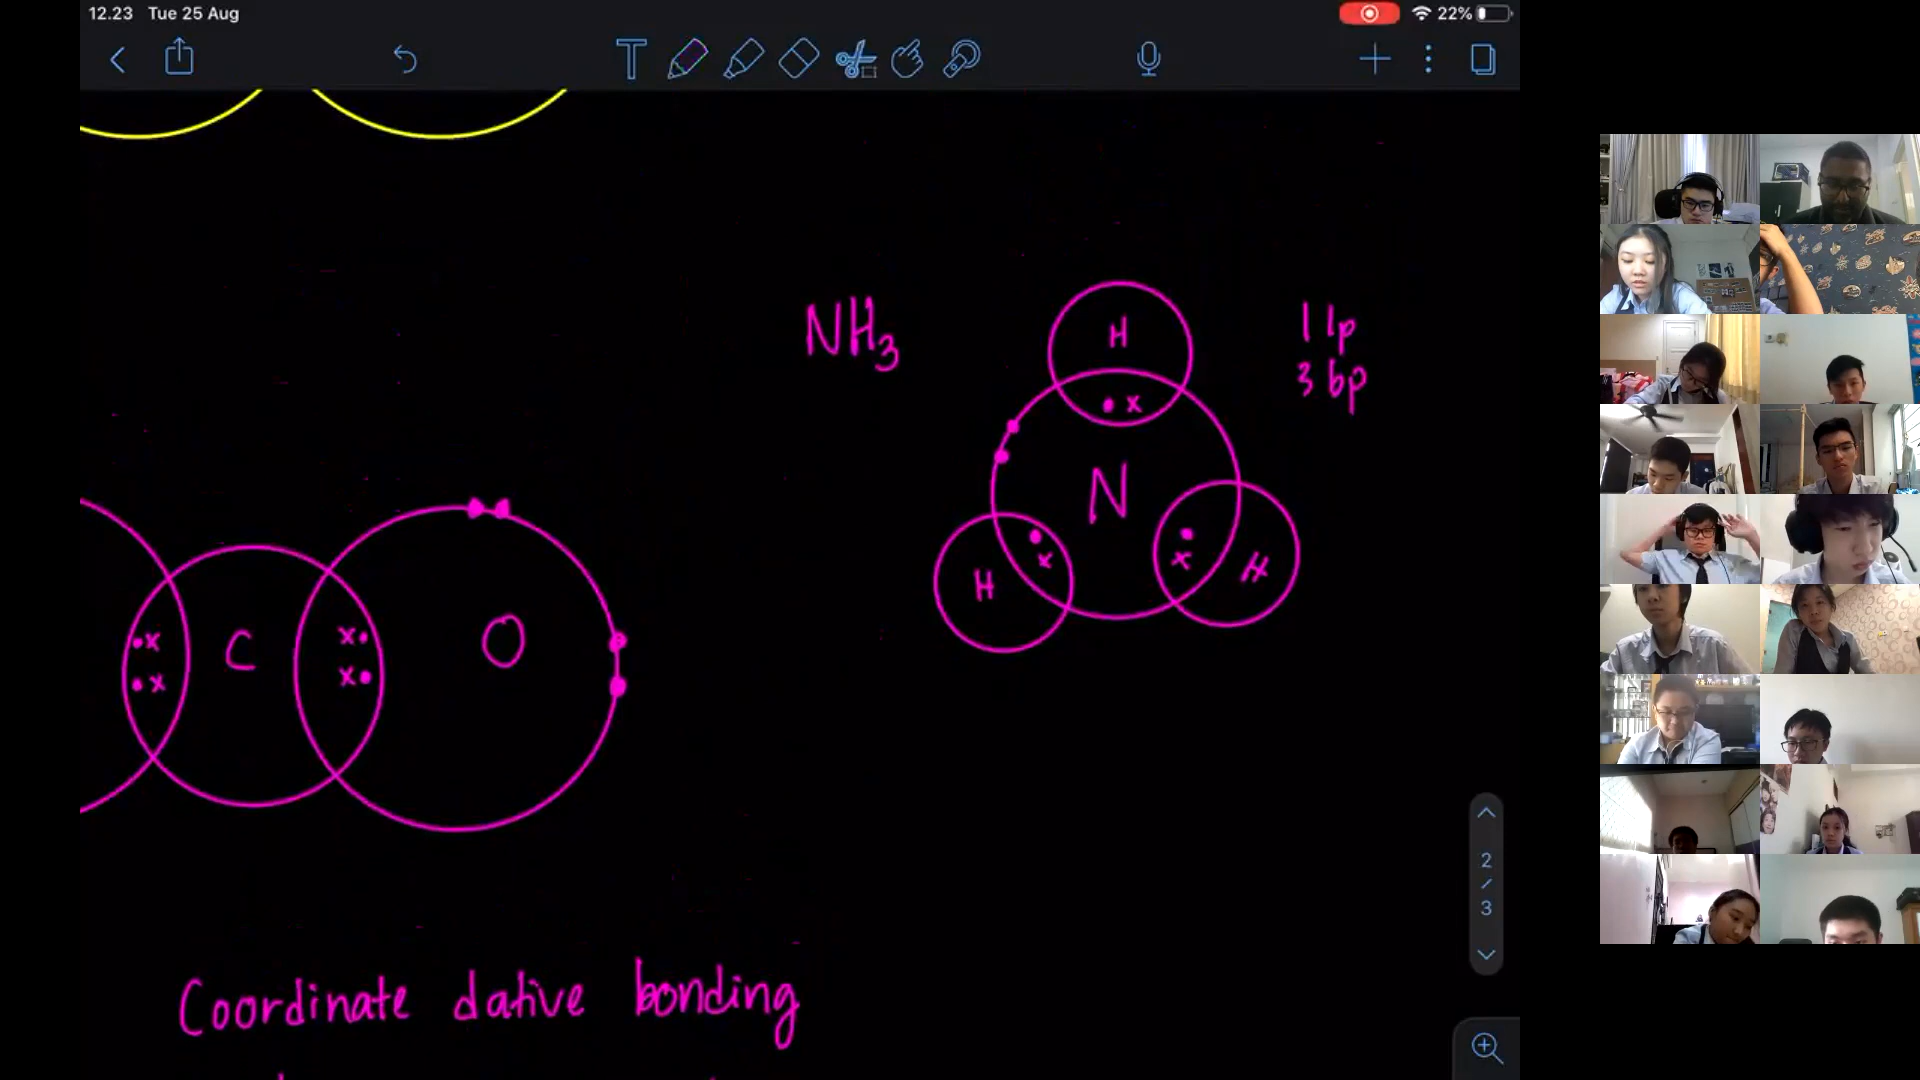 12.23 Tue 25 Aug
22%
T
NH3
H
1 lp
3 bp
• x
N
•
x
•
x
H
H
•x
•x
C
x•
x•
O
2
/
3
Coordinate dative bonding